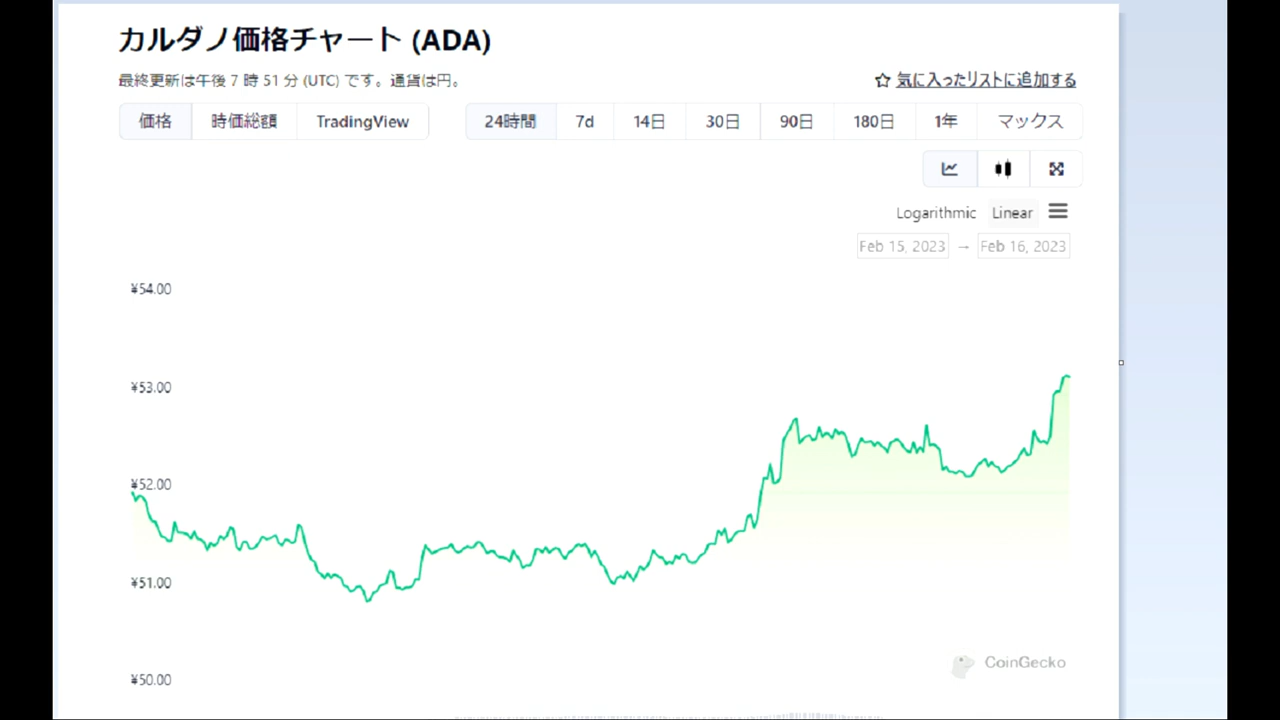 カルダノ価格チャート (ADA)
最終更新は午後 7 時 51 分 (UTC) です。通貨は円。
気に入ったリストに追加する
価格 時価総額 TradingView 24時間 7d 14日 30日 90日 180日 1年 マックス
Logarithmic Linear
Feb 15, 2023 → Feb 16, 2023
¥54.00
¥53.00
¥52.00
¥51.00
¥50.00
CoinGecko